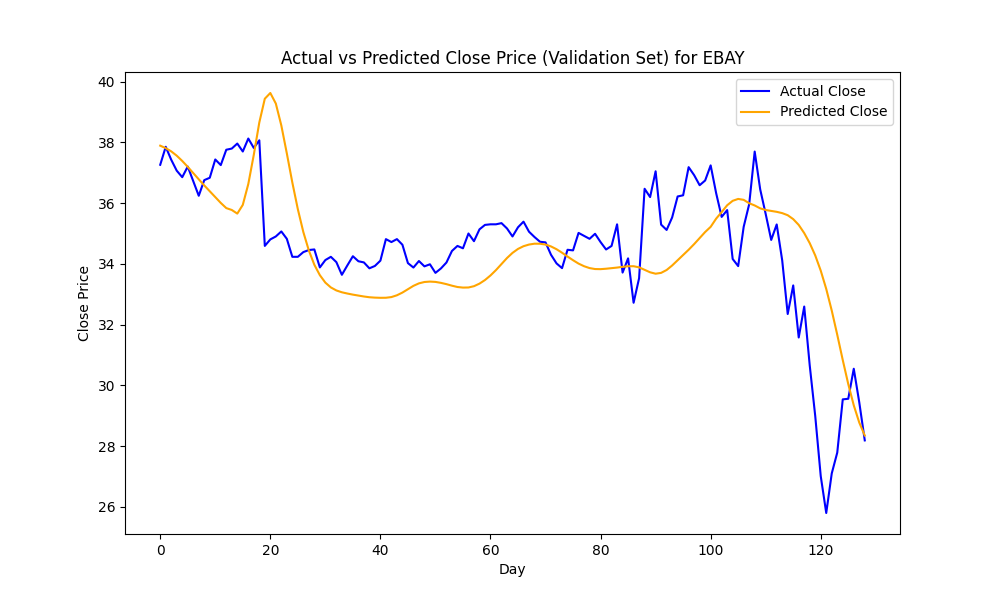 Actual vs Predicted Close Price (Validation Set) for EBAY
Actual Close
Predicted Close
Close Price
40
38
36
34
32
30
28
26
0 20 40 60 80 100 120
Day